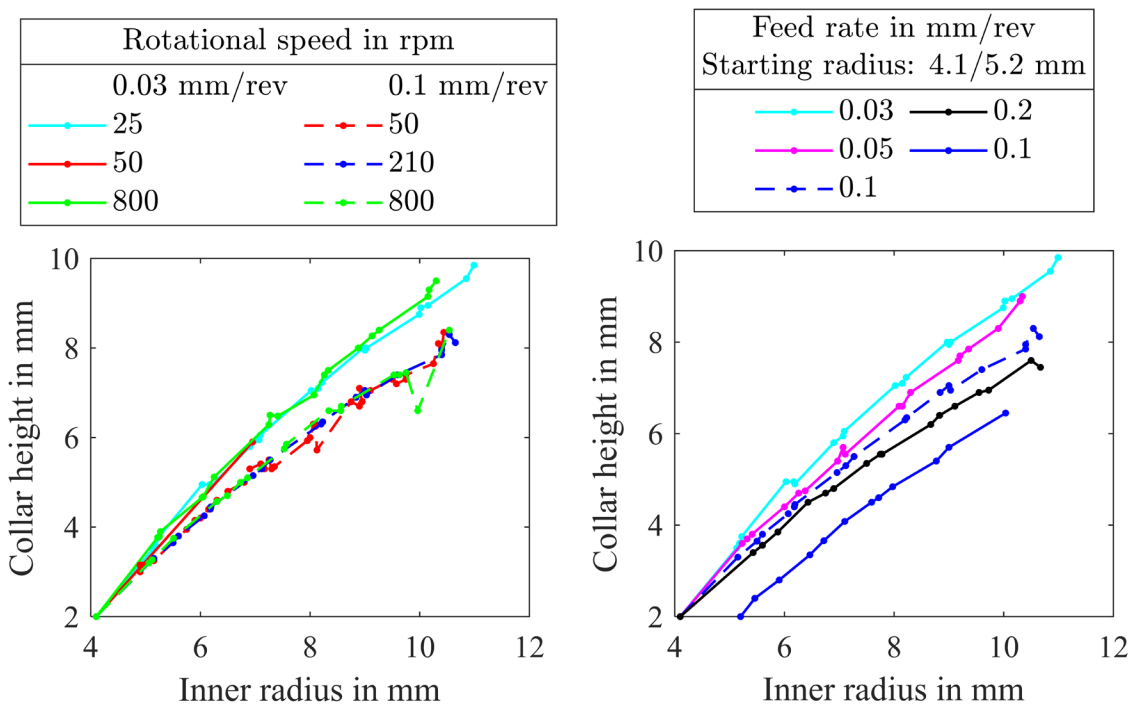 Rotational speed in rpm
0.03 mm/rev 0.1 mm/rev
25 50
50 210
800 800
Feed rate in mm/rev
Starting radius: 4.1/5.2 mm
0.03 0.2
0.05 0.1
0.1
10
8
6
4
2
4 6 8 10 12
Collar height in mm
Inner radius in mm
10
8
6
4
2
4 6 8 10 12
Collar height in mm
Inner radius in mm